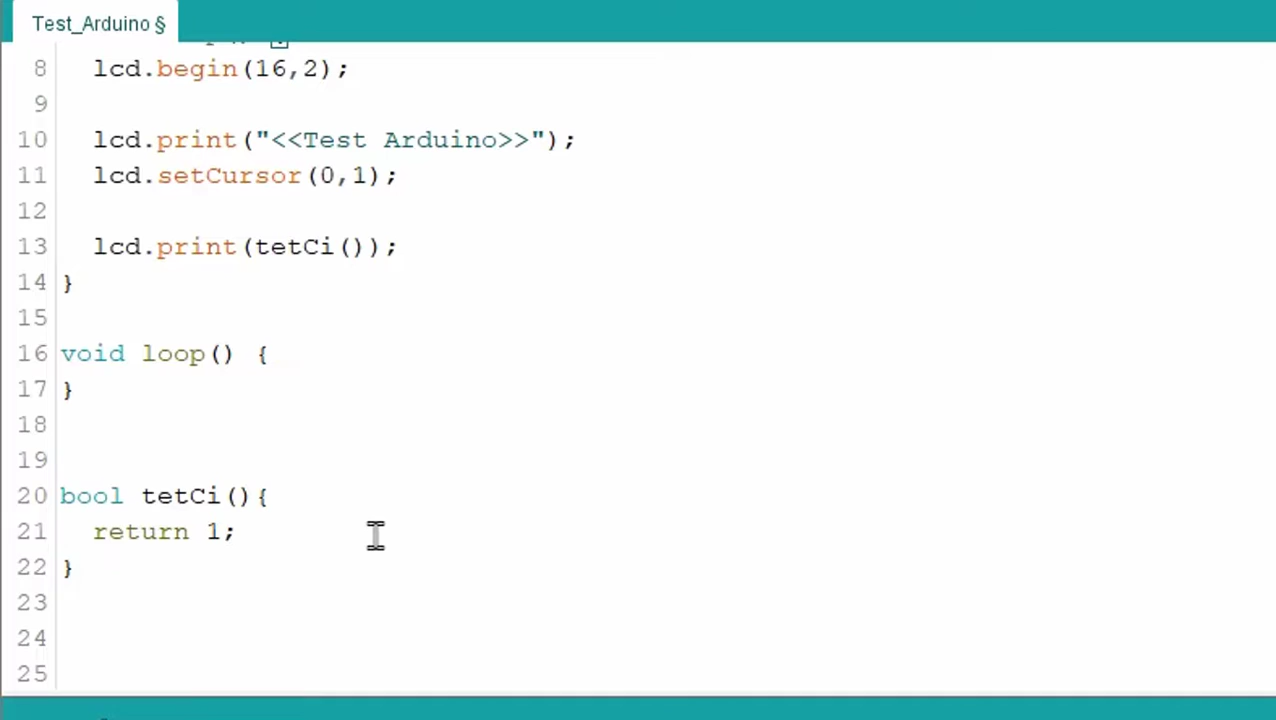 Test_Arduino §
8 lcd.begin(16,2);
9
10 lcd.print("<<Test Arduino>>");
11 lcd.setCursor(0,1);
12
13 lcd.print(tetCi());
14 }
15
16 void loop() {
17 }
18
19
20 bool tetCi(){
21 return 1;
22 }
23
24
25